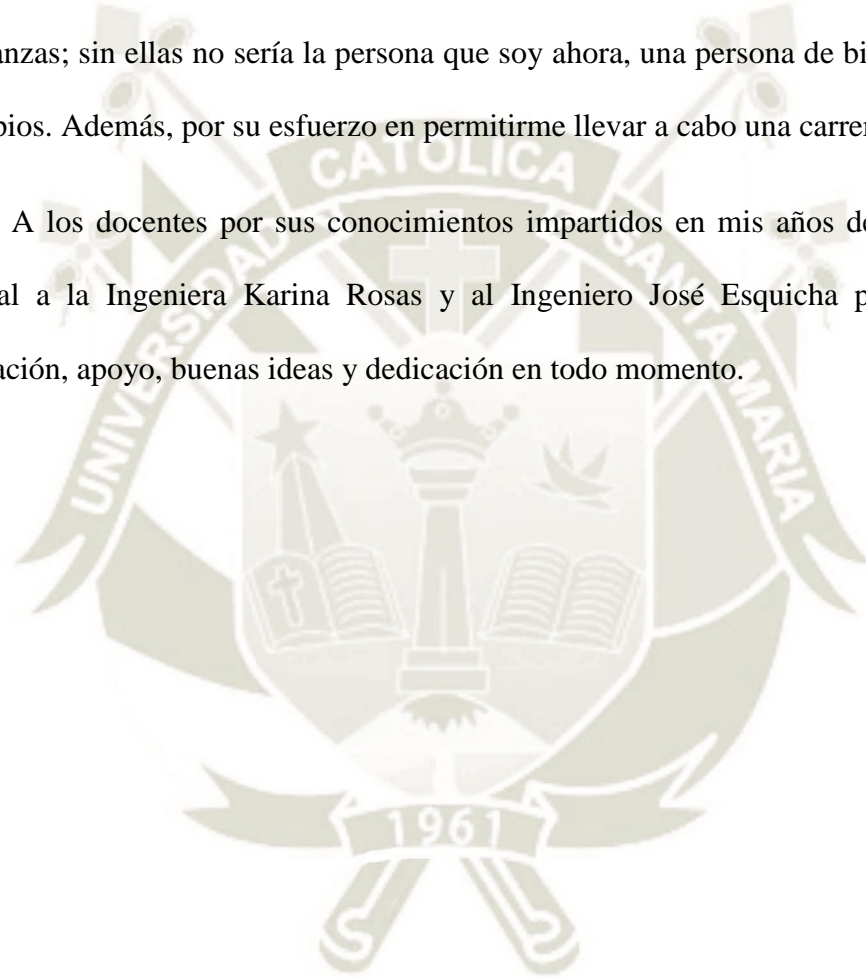 anzas; sin ellas no sería la persona que soy ahora, una persona de bi
pios. Además, por su esfuerzo en permitirme llevar a cabo una carrer
A los docentes por sus conocimientos impartidos en mis años de
al a la Ingeniera Karina Rosas y al Ingeniero José Esquicha p
ación, apoyo, buenas ideas y dedicación en todo momento.
UNIVERSIDAD CATÓLICA SANTA MARIA
1961